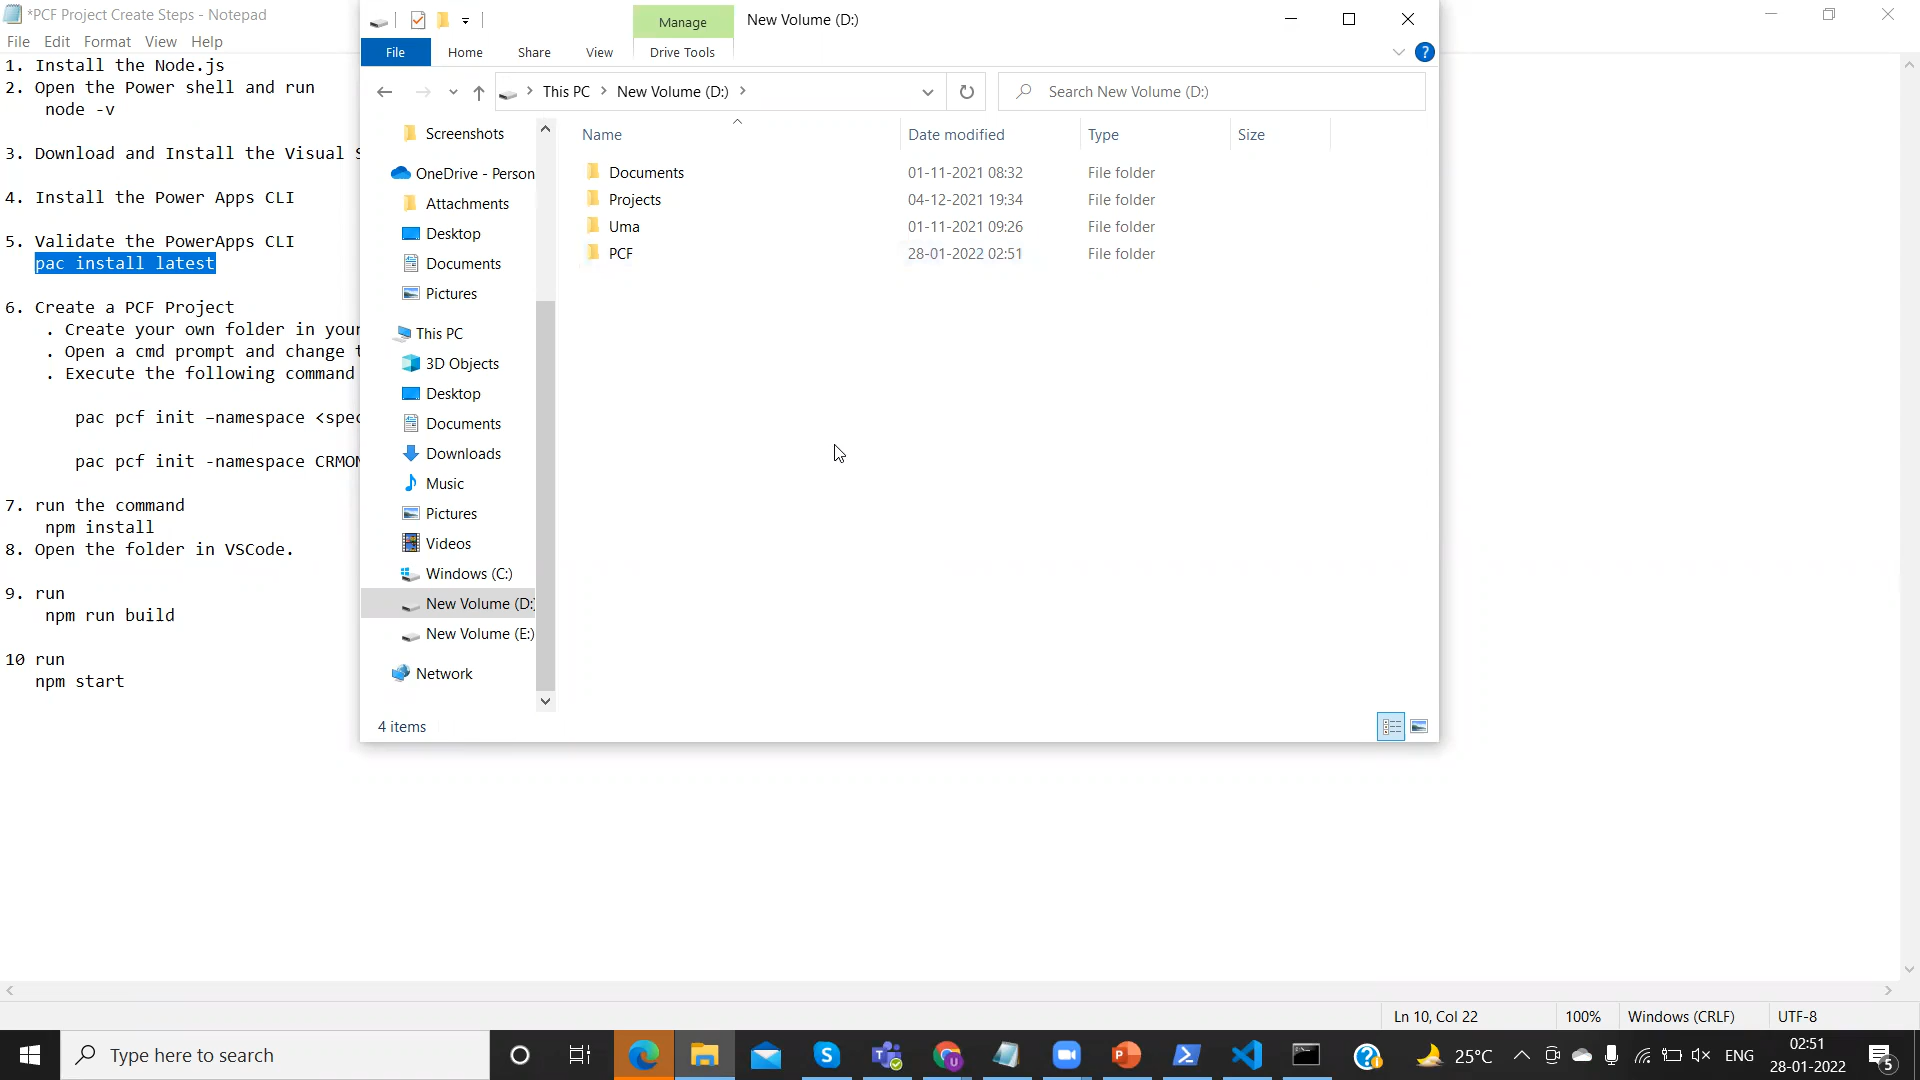 *PCF Project Create Steps - Notepad
File Edit Format View Help
1. Install the Node.js
2. Open the Power shell and run
node -v
3. Download and Install the Visual S
4. Install the Power Apps CLI
5. Validate the PowerApps CLI
pac install latest
6. Create a PCF Project
. Create your own folder in your
. Open a cmd prompt and change t
. Execute the following command
pac pcf init –namespace <spec
pac pcf init -namespace CRMON
7. run the command
npm install
8. Open the folder in VSCode.
9. run
npm run build
10 run
npm start
Manage
New Volume (D:)
File Home Share View Drive Tools
This PC > New Volume (D:) >
Search New Volume (D:)
Screenshots
OneDrive - Person
Attachments
Desktop
Documents
Pictures
This PC
3D Objects
Desktop
Documents
Downloads
Music
Pictures
Videos
Windows (C:)
New Volume (D:)
New Volume (E:)
Network
Name Date modified Type Size
Documents 01-11-2021 08:32 File folder
Projects 04-12-2021 19:34 File folder
Uma 01-11-2021 09:26 File folder
PCF 28-01-2022 02:51 File folder
4 items
Ln 10, Col 22 100% Windows (CRLF) UTF-8
Type here to search
25°C
ENG
02:51
28-01-2022
5